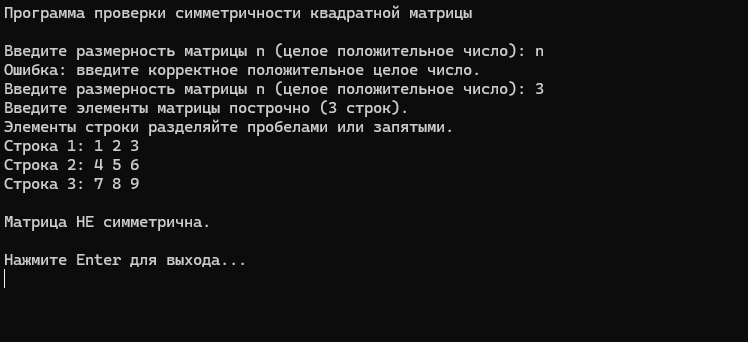 Программа проверки симметричности квадратной матрицы
Введите размерность матрицы n (целое положительное число): n
Ошибка: введите корректное положительное целое число.
Введите размерность матрицы n (целое положительное число): 3
Введите элементы матрицы построчно (3 строк).
Элементы строки разделяйте пробелами или запятыми.
Строка 1: 1 2 3
Строка 2: 4 5 6
Строка 3: 7 8 9
Матрица НЕ симметрична.
Нажмите Enter для выхода...